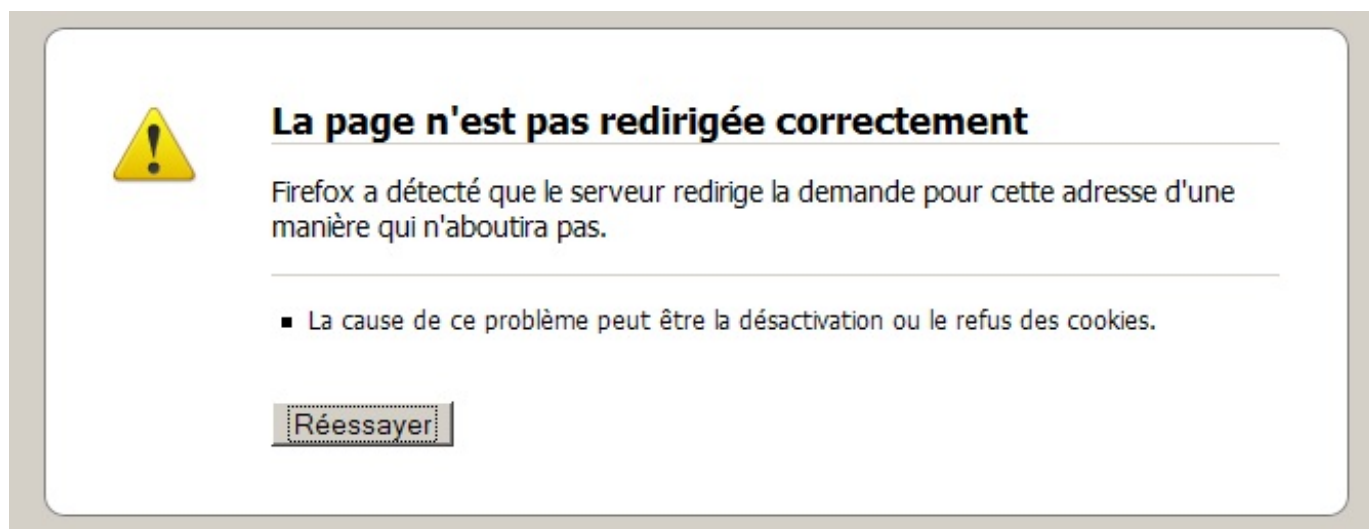 La page n'est pas redirigée correctement
Firefox a détecté que le serveur redirige la demande pour cette adresse d'une
manière qui n'aboutira pas.
La cause de ce problème peut être la désactivation ou le refus des cookies.
Réessayer